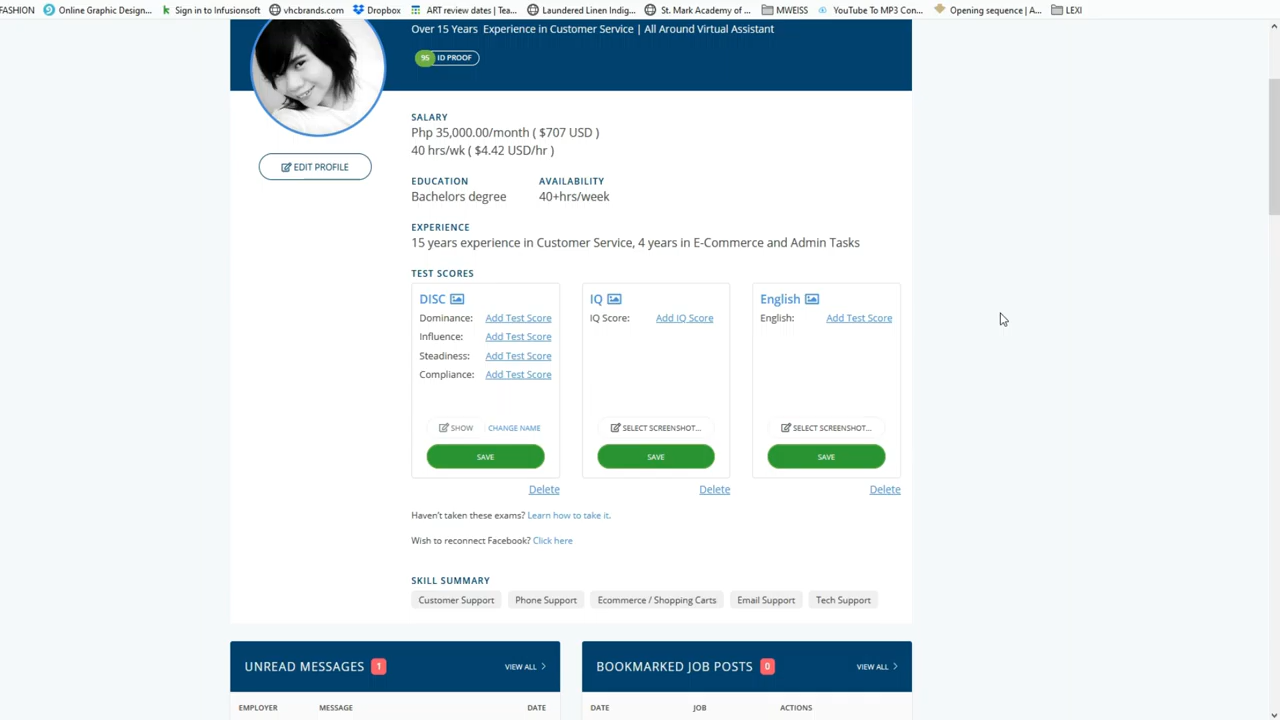 FASHION Online Graphic Design... Sign in to Infusionsoft vhcbrands.com Dropbox ART review dates | Tea... Laundered Linen Indig... St. Mark Academy of ... MWEISS YouTube To MP3 Con... Opening sequence | A... LEXI
Over 15 Years Experience in Customer Service | All Around Virtual Assistant
95 ID PROOF
EDIT PROFILE
SALARY
Php 35,000.00/month ( $707 USD )
40 hrs/wk ( $4.42 USD/hr )
EDUCATION AVAILABILITY
Bachelors degree 40+hrs/week
EXPERIENCE
15 years experience in Customer Service, 4 years in E-Commerce and Admin Tasks
TEST SCORES
DISC IQ English
Dominance: Add Test Score IQ Score: Add IQ Score English: Add Test Score
Influence: Add Test Score
Steadiness: Add Test Score
Compliance: Add Test Score
SHOW CHANGE NAME SELECT SCREENSHOT... SELECT SCREENSHOT...
SAVE SAVE SAVE
Delete Delete Delete
Haven't taken these exams? Learn how to take it.
Wish to reconnect Facebook? Click here
SKILL SUMMARY
Customer Support Phone Support Ecommerce / Shopping Carts Email Support Tech Support
UNREAD MESSAGES 1 VIEW ALL BOOKMARKED JOB POSTS 0 VIEW ALL
EMPLOYER MESSAGE DATE DATE JOB ACTIONS